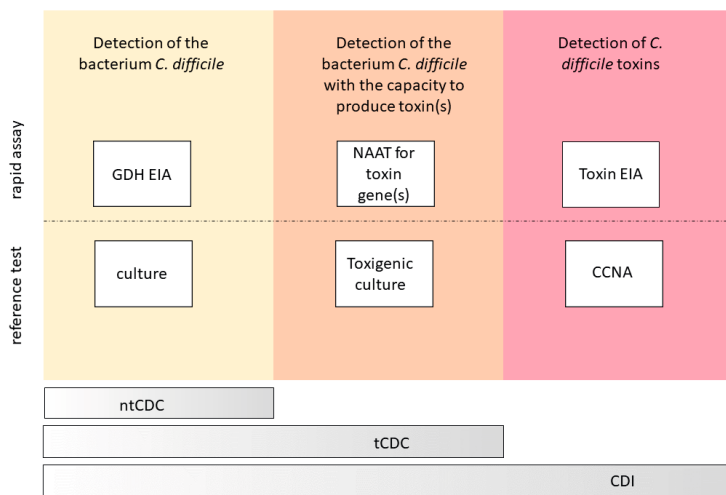 Detection of the
bacterium C. difficile
Detection of the
bacterium C. difficile
with the capacity to
produce toxin(s)
Detection of C.
difficile toxins
rapid assay
GDH EIA
NAAT for
toxin
gene(s)
Toxin EIA
reference test
culture
Toxigenic
culture
CCNA
ntCDC
tCDC
CDI